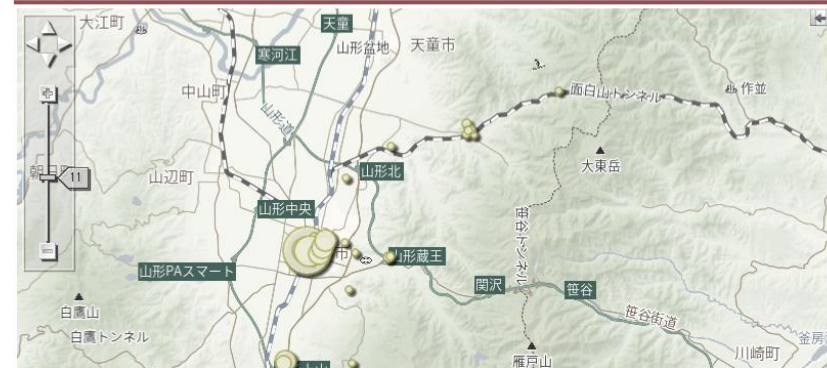 大江町
天童
天童市
山形盆地
寒河江
中山町
山形道
面白山トンネル
作並
大東岳
山形北
山辺町
山形中央
笹谷トンネル
市
山形蔵王
山形PAスマート
関沢
笹谷
笹谷街道
白鷹山
白鷹トンネル
川崎町
雁戸山
11
朝